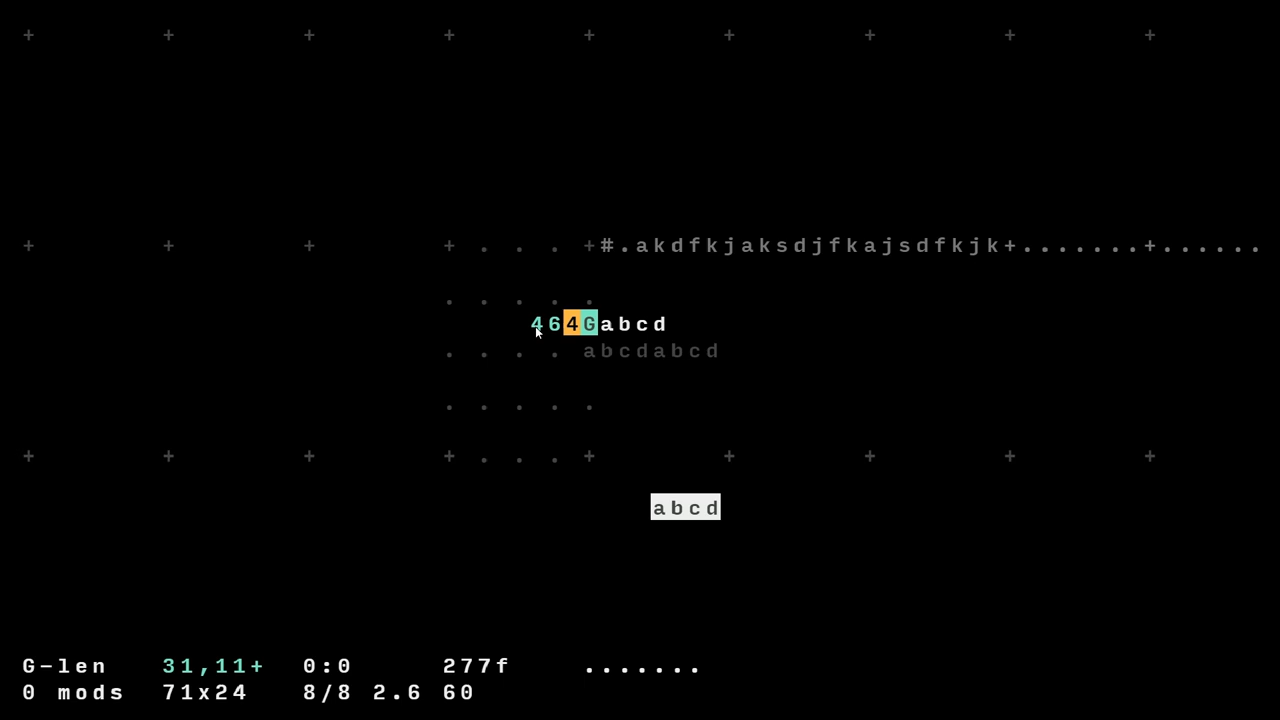 + + + + + + + + +
+ + + + . . . +#.akdfkjaksdjfkajsdfkjk+.......+......
. . . . .
464Gabcd
. . . . abcdabcd
. . . . .
+ + + + . . . + + + + +
abcd
G-len 31,11+ 0:0 277f .......
0 mods 71x24 8/8 2.6 60